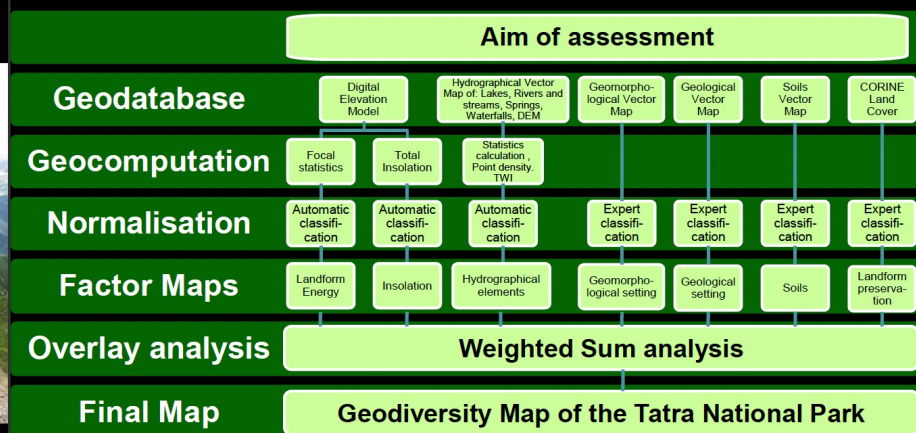 Aim of assessment
Geodatabase
Digital
Elevation
Model
Hydrographical Vector
Map of: Lakes, Rivers and
streams, Springs,
Waterfalls, DEM
Geomorpho-
logical Vector
Map
Geological
Vector
Map
Soils
Vector
Map
CORINE
Land
Cover
Geocomputation
Focal
statistics
Total
Insolation
Statistics
calculation ,
Point density.
TWI
Normalisation
Automatic
classifi-
cation
Automatic
classifi-
cation
Automatic
classifi-
cation
Expert
classifi-
cation
Expert
classifi-
cation
Expert
classifi-
cation
Expert
classifi-
cation
Factor Maps
Landform
Energy
Insolation
Hydrographical
elements
Geomorpho-
logical setting
Geological
setting
Soils
Landform
preserva-
tion
Overlay analysis
Weighted Sum analysis
Final Map
Geodiversity Map of the Tatra National Park